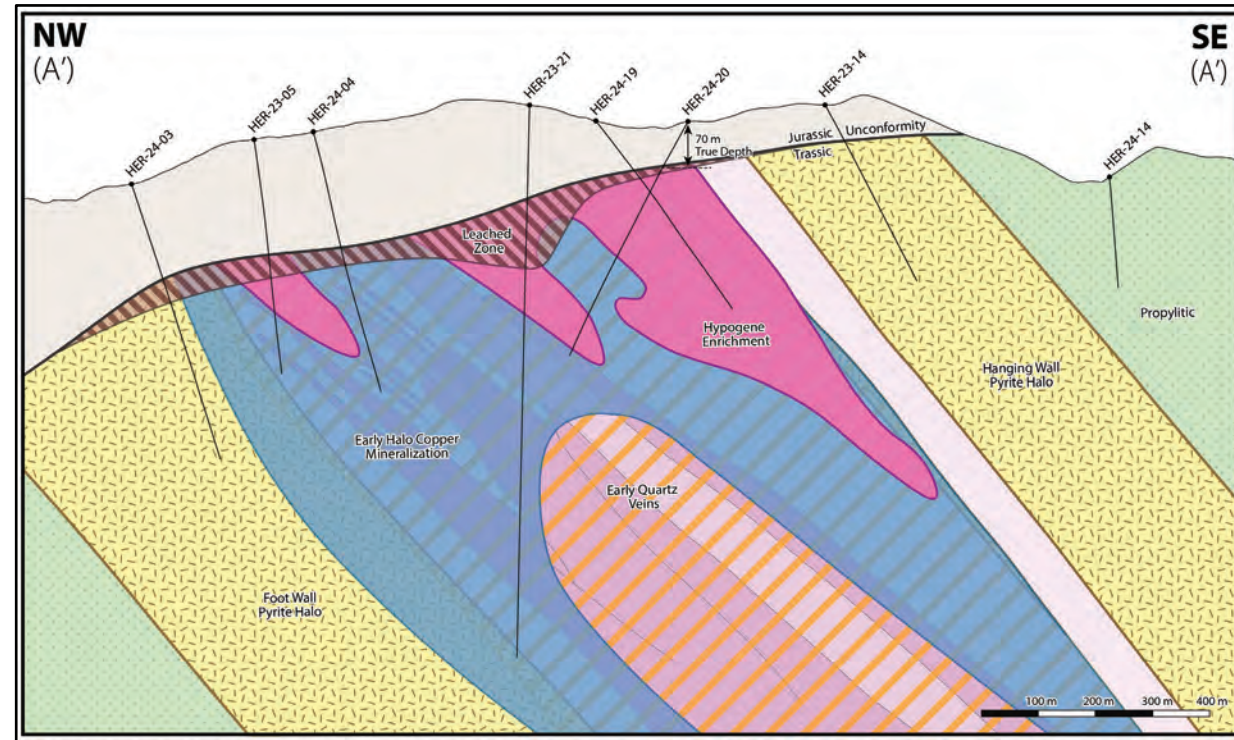 NW
(A')
SE
(A')
HER-24-03
HER-23-05
HER-24-04
HER-23-21
HER-24-19
HER-24-20
HER-23-14
HER-24-14
70 m
True Depth
Jurassic Unconformity
Trassic
Leached
Zone
Hypogene
Enrichment
Propylitic
Hanging Wall
Pyrite Halo
Early Halo Copper
Mineralization
Early Quartz
Veins
Foot Wall
Pyrite Halo
100 m 200 m 300 m 400 m